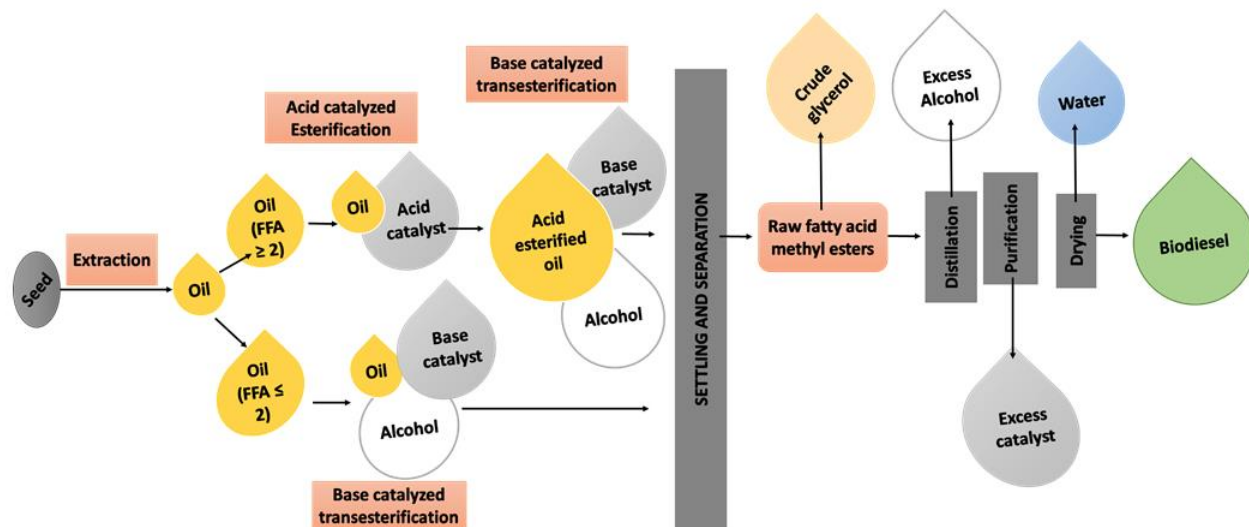 Seed
Extraction
Oil
Oil
(FFA
≥ 2)
Oil
(FFA ≤
2)
Acid catalyzed
Esterification
Oil
Acid
catalyst
Oil
Base
catalyst
Alcohol
Base catalyzed
transesterification
Base catalyzed
transesterification
Base
catalyst
Acid
esterified
oil
Alcohol
SETTLING AND SEPARATION
Crude
glycerol
Raw fatty acid
methyl esters
Excess
Alcohol
Distillation
Purification
Excess
catalyst
Water
Drying
Biodiesel